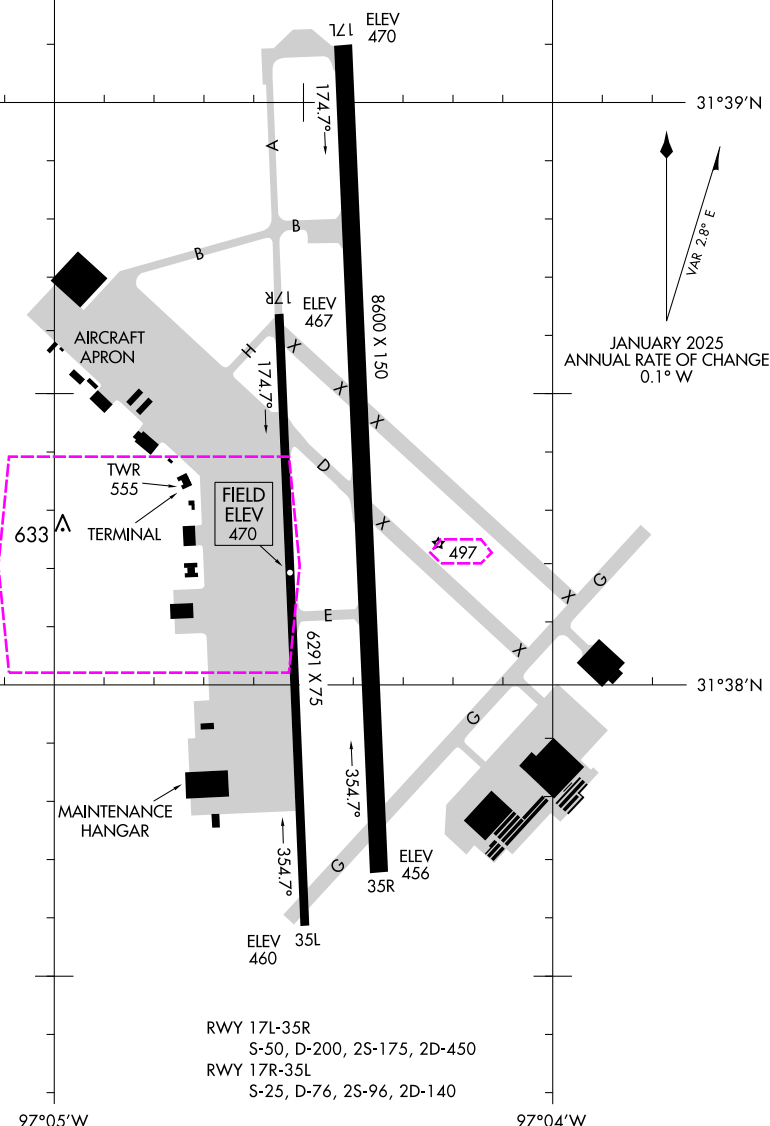 17L
ELEV
470
174.7°
31°39'N
A
B
B
VAR 2.8° E
17R
ELEV
467
8600 X 150
JANUARY 2025
ANNUAL RATE OF CHANGE
0.1° W
AIRCRAFT
APRON
H
X
174.7°
X
X
D
TWR
555
FIELD
ELEV
470
X
633
TERMINAL
497
G
X
E
6291 X 75
X
31°38'N
G
354.7°
MAINTENANCE
HANGAR
354.7°
G
ELEV
456
35R
ELEV
460
35L
RWY 17L-35R
S-50, D-200, 2S-175, 2D-450
RWY 17R-35L
S-25, D-76, 2S-96, 2D-140
97°05'W
97°04'W